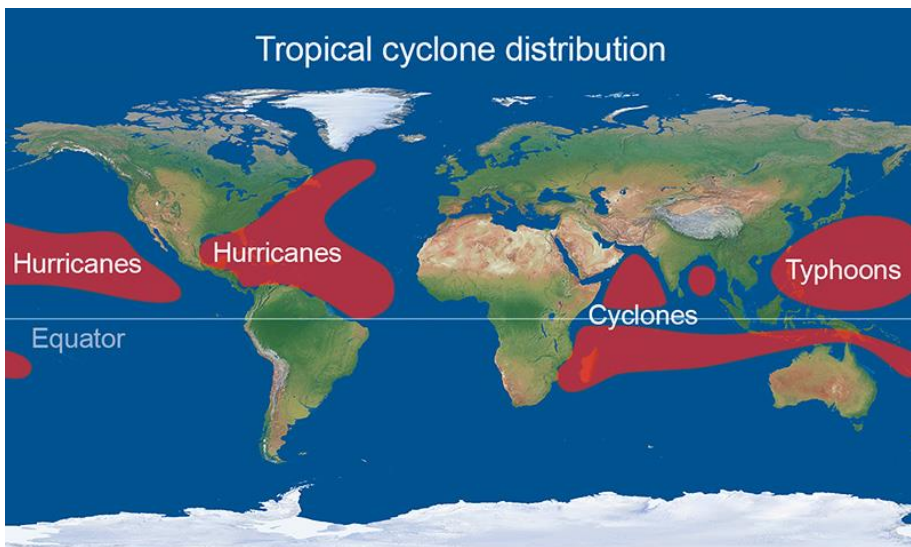 Tropical cyclone distribution
Hurricanes
Hurricanes
Typhoons
Cyclones
Equator